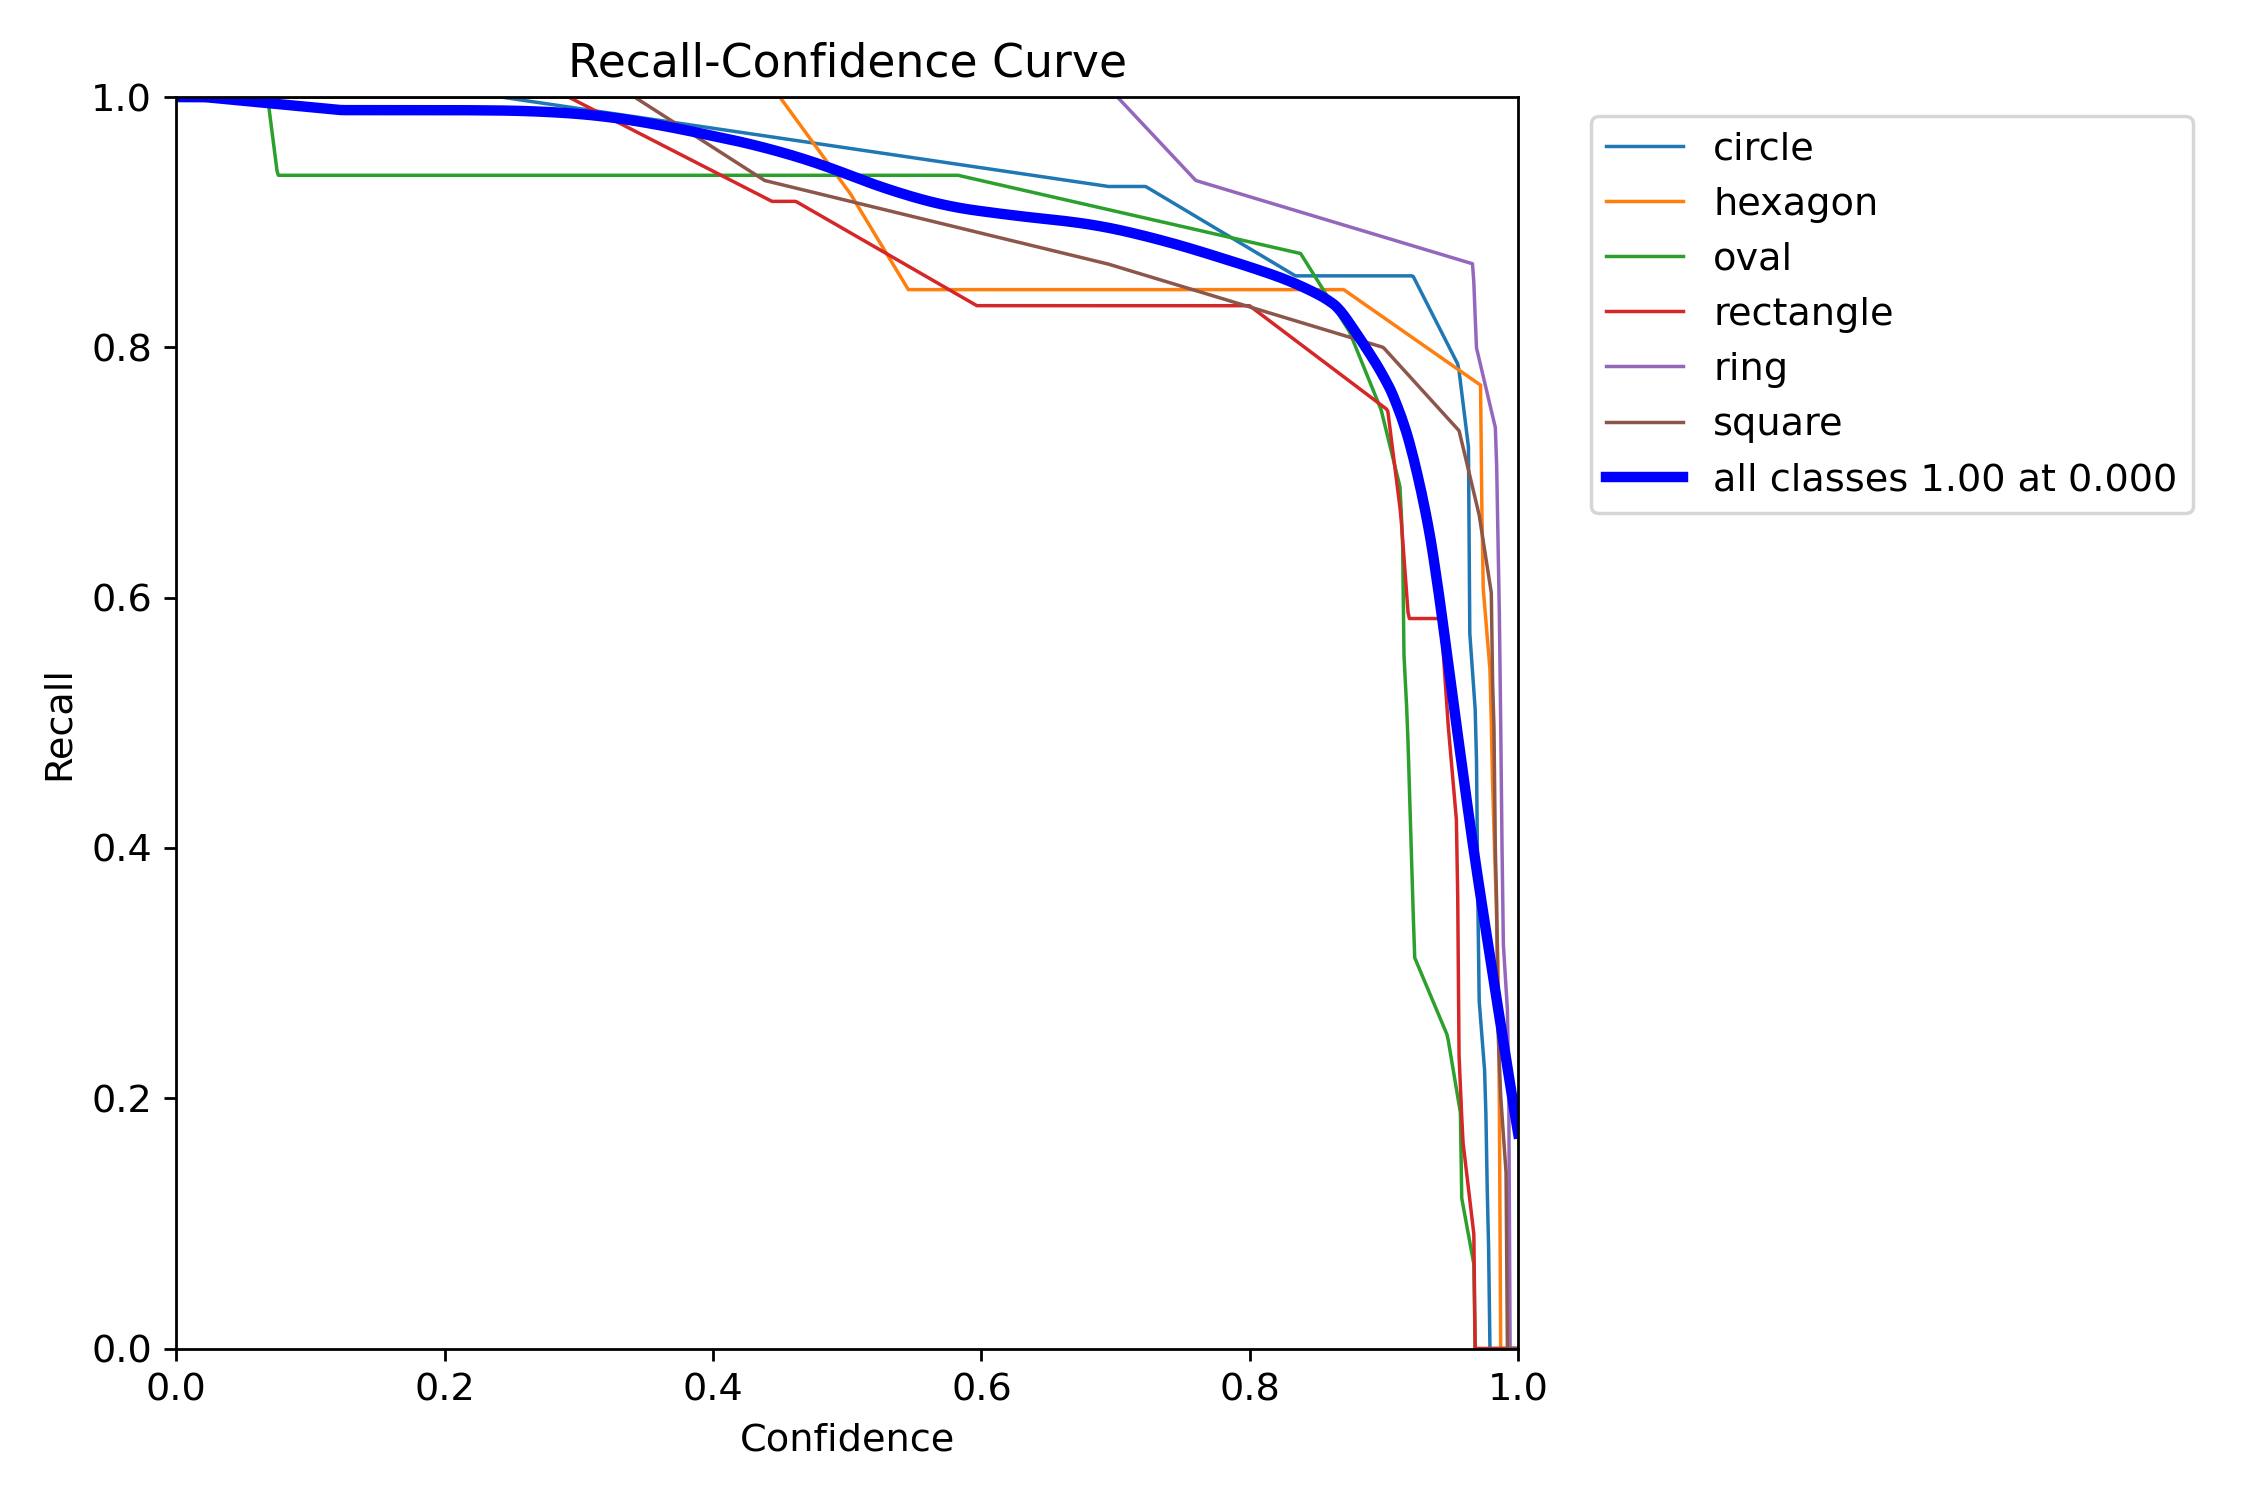 Recall-Confidence Curve
1.0
0.8
0.6
0.4
0.2
0.0
Recall
0.0 0.2 0.4 0.6 0.8 1.0
Confidence
circle
hexagon
oval
rectangle
ring
square
all classes 1.00 at 0.000